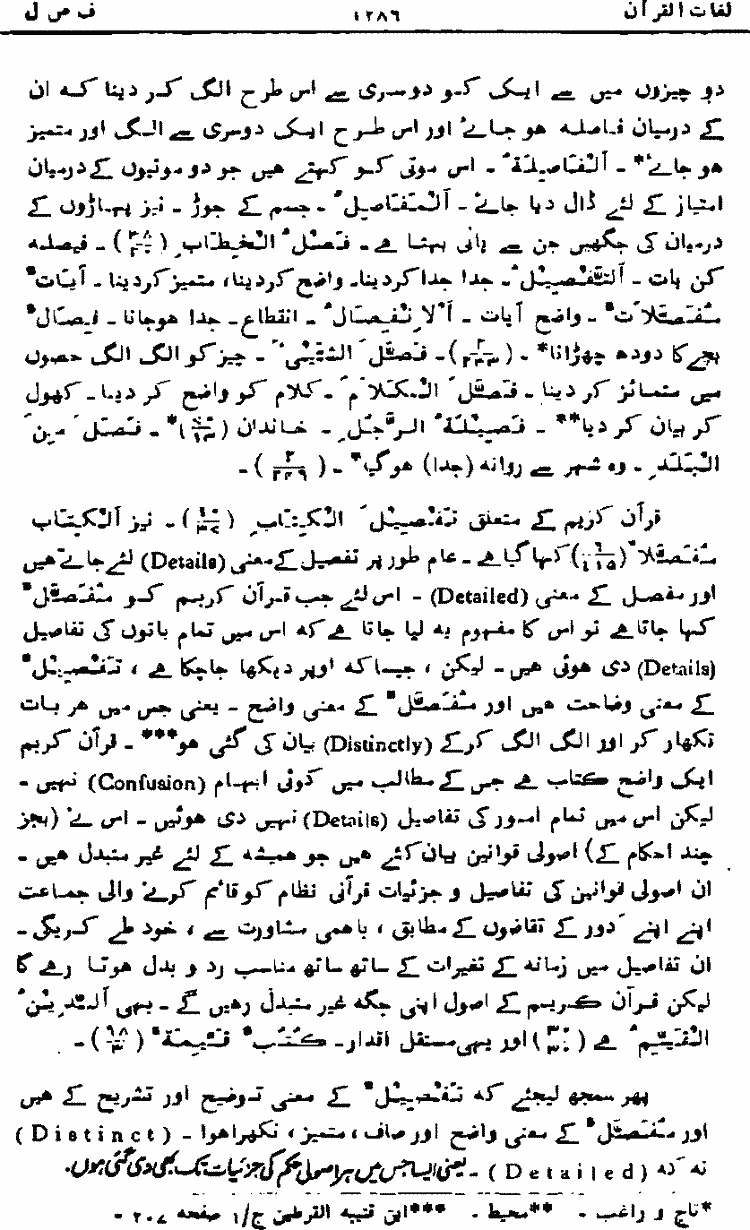 لغات القرآن ۱۲۸۶ ف ص ل
دو چیزوں میں سے ایک کو دوسری سے اس طرح الگ کر دینا کہ ان
کے درمیان فاصلہ ہو جائے اور اس طرح ایک دوسری سے الگ اور متمیز
ہو جائے*۔ اَلْفَاصِلَۃُ ۔ اس موتی کو کہتے ہیں جو دو موتیوں کے درمیان
امتیاز کے لئے ڈال دیا جائے۔ اَلْمَفَاصِلُ ۔ جسم کے جوڑ ۔ نیز پہاڑوں کے
درمیان کی جگھیں جن سے پانی بہتا ہے۔ فَصْلُ الْخِطَابِ (۳۸/۲۰)۔ فیصلہ
کن بات ۔ اَلتَّفْصِیْلُ۔ جدا جدا کر دینا۔ واضح کر دینا، متمیز کر دینا ۔ آیَاتٌ
مُفَصَّلَاتٌ ۔ واضح آیات ۔ اَلْاِنْفِصَالُ ۔ انقطاع۔ جدا ہوجانا ۔ فِصَالٌ
بچے کا دودھ چھڑانا*۔ (۲/۲۳۳)۔ فَصَّلَ الشَّیْئَ ۔ چیز کو الگ الگ حصوں
میں متمائز کر دینا ۔ فَصَّلَ الْکَلَامَ ۔ کلام کو واضح کر دیا۔ کھول
کر بیان کر دیا** ۔ فَصِیْلَۃُ الرَّجُلِ ۔ خاندان (۷۰/۱۳)* ۔ فَصَلَ مِنَ
الْبَلَدِ ۔ وہ شہر سے روانہ (جدا) ہوگیا* ۔ (۲/۲۴۹) ۔
قرآن کریم کے متعلق تَفْصِیْلَ الْکِتَابِ (۱۰/۳۷)۔ نیز اَلْکِتَابَ
مُفَصَّلًا (۶/۱۱۵) کہا گیا ہے۔ عام طور پر تفصیل کے معنی (Details) لئے جاتے ہیں
اور مفصل کے معنی (Detailed) ۔ اس لئے جب قرآن کریم کو مُفَصَّلٌ
کہا جاتا ہے تو اس کا مفہوم یہ لیا جاتا ہے کہ اس میں تمام باتوں کی تفاصیل
(Details) دی ہوئی ہیں۔ لیکن ، جیسا کہ اوپر دیکھا جاچکا ہے ، تَفْصِیْلٌ
کے معنی وضاحت ہیں اور مُفَصَّلٌ کے معنی واضح ۔ یعنی جس میں ہر بات
نکھار کر اور الگ الگ کرکے (Distinctly) بیان کی گئی ہو***۔ قرآن کریم
ایک واضح کتاب ہے جس کے مطالب میں کوئی ابہام (Confusion) نہیں ۔
لیکن اس میں تمام امور کی تفاصیل (Details) نہیں دی ہوئیں ۔ اس نے (بجز
چند احکام کے) اصولی قوانین بیان کئے ہیں جو ہمیشہ کے لئے غیر متبدل ہیں ۔
ان اصولی قوانین کی تفاصیل و جزئیات قرآنی نظام کو قائم کرنے والی جماعت
اپنے اپنے دور کے تقاضوں کے مطابق ، باہمی مشاورت سے ، خود طے کریگی ۔
ان تفاصیل میں زمانہ کے تغیرات کے ساتھ ساتھ مناسب رد و بدل ہوتا رہے گا
لیکن قرآن کریم کے اصول اپنی جگہ غیر متبدل رہیں گے ۔ یہی اَلدِّیْنُ
الْقَیِّمُ ہے (۳۰/۳۰) اور یہی مستقل اقدار۔ کُتُبٌ قَیِّمَۃٌ (۹۸/۳) ۔
پھر سمجھ لیجئے کہ تَفْصِیْلٌ کے معنی توضیح اور تشریح کے ہیں
اور مُفَصَّلٌ کے معنی واضح اور صاف ، متمیز ، نکھرا ہوا ۔ (Distinct)
نہ کہ (Detailed) ۔ یعنی ایسا جس میں ہر اصولی حکم کی جزئیات تک بھی دی گئی ہوں۔
*تاج و راغب ۔ **محیط ۔ ***ابن قتیبہ القرطین ج/۱ صفحہ ۲۰۷ ۔